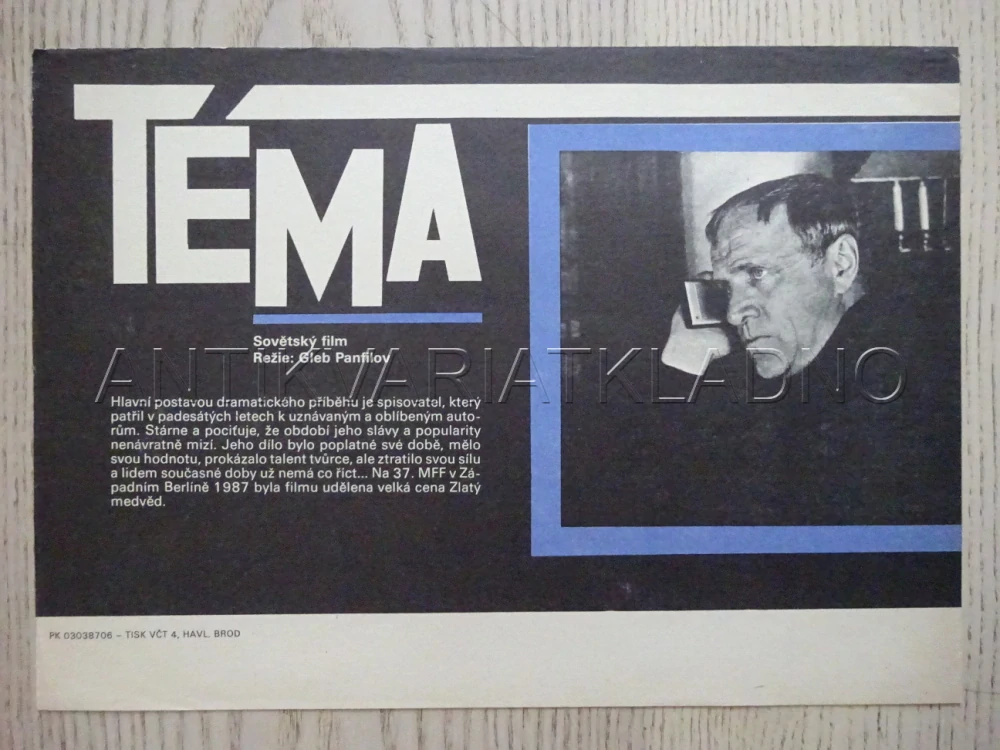 TÉMA
Sovětský film
Režie: Gleb Panfilov
ANTIKVARIATKLADNO
Hlavní postavou dramatického příběhu je spisovatel, který
patřil v padesátých letech k uznávaným a oblíbeným auto-
rům. Stárne a pociťuje, že období jeho slávy a popularity
nenávratně mizí. Jeho dílo bylo poplatné své době, mělo
svou hodnotu, prokázalo talent tvůrce, ale ztratilo svou sílu
a lidem současné doby už nemá co říct... Na 37. MFF v Zá-
padním Berlíně 1987 byla filmu udělena velká cena Zlatý
medvěd.
PK 03038706 – TISK VČT 4, HAVL. BROD